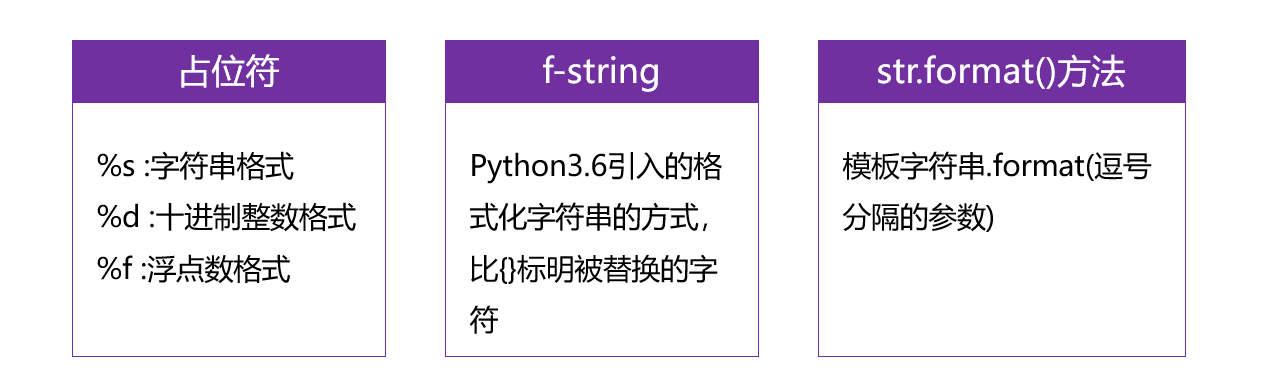 占位符
%s :字符串格式
%d :十进制整数格式
%f :浮点数格式
f-string
Python3.6引入的格
式化字符串的方式，
比{}标明被替换的字
符
str.format()方法
模板字符串.format(逗号
分隔的参数)